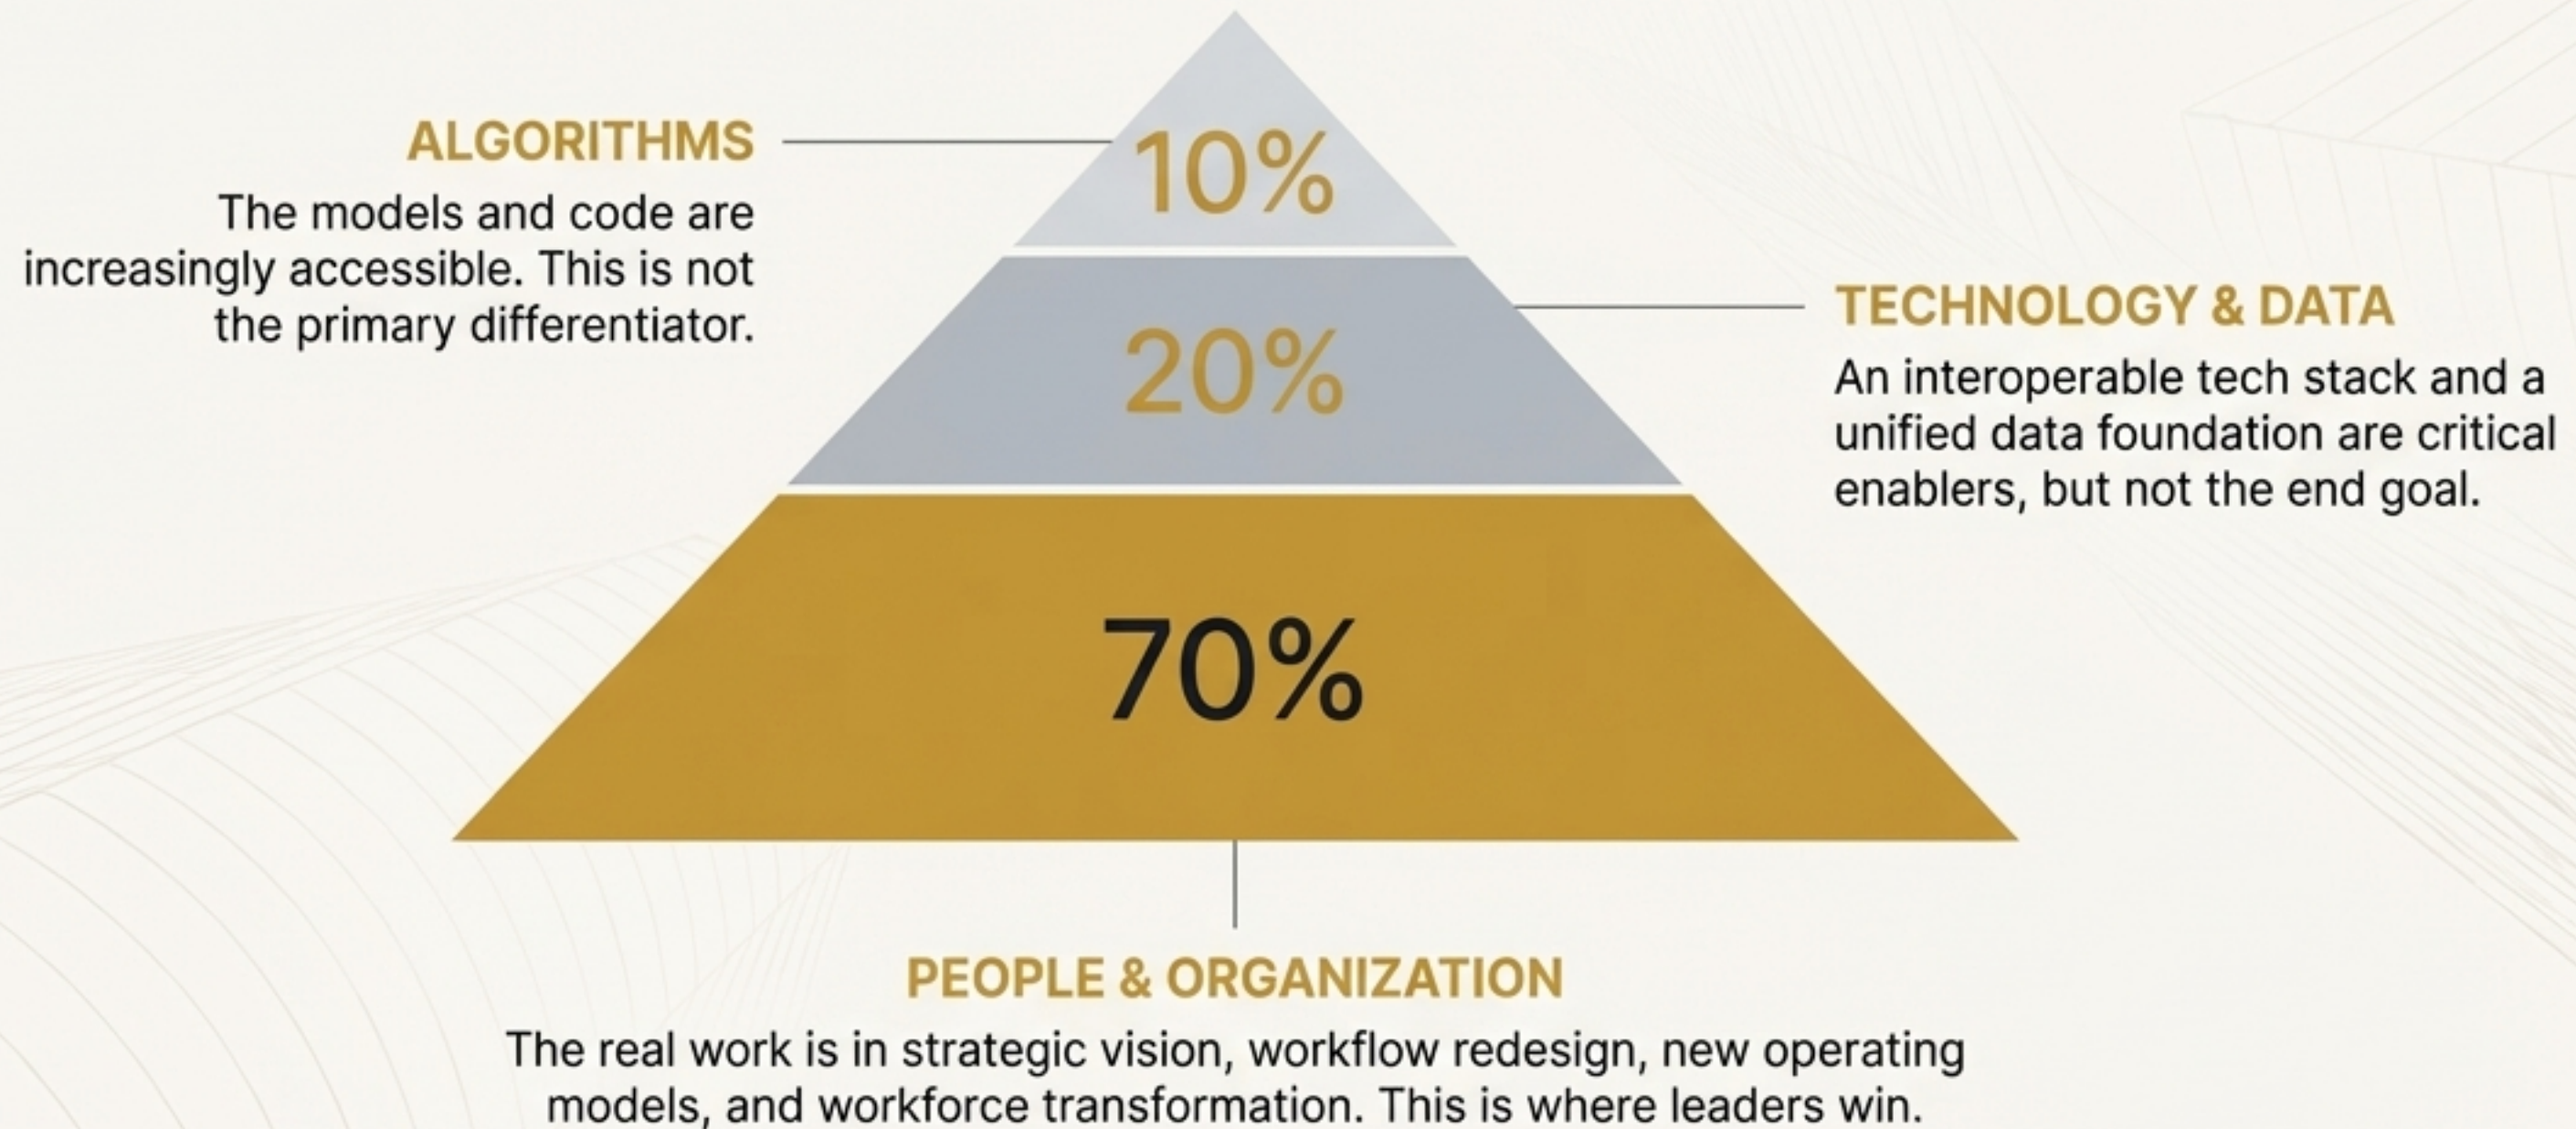 ALGORITHMS
The models and code are
increasingly accessible. This is not
the primary differentiator.
10%
20%
TECHNOLOGY & DATA
An interoperable tech stack and a
unified data foundation are critical
enablers, but not the end goal.
70%
PEOPLE & ORGANIZATION
The real work is in strategic vision, workflow redesign, new operating
models, and workforce transformation. This is where leaders win.